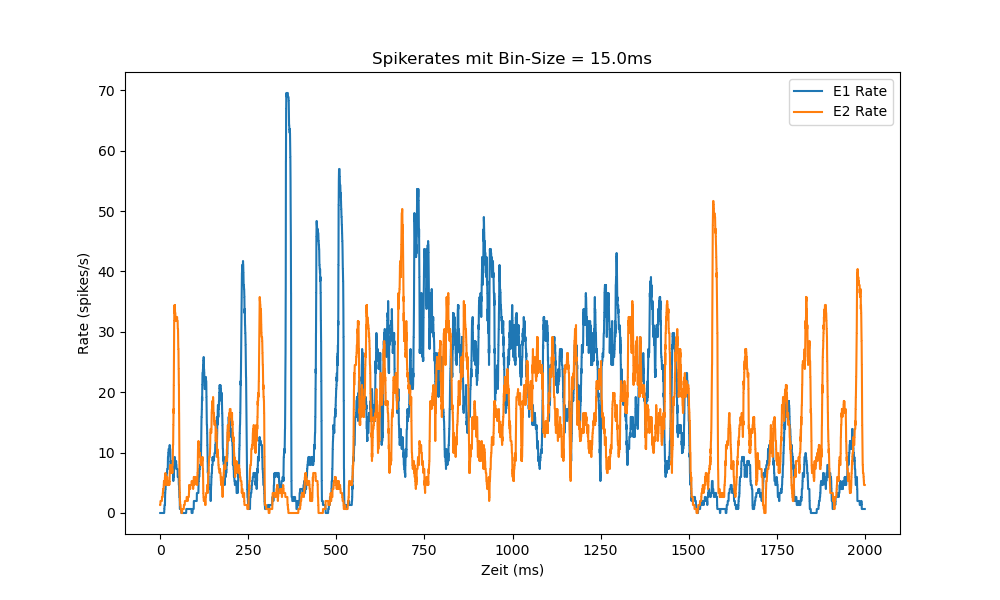 Spikerates mit Bin-Size = 15.0ms
E1 Rate
E2 Rate
70
60
50
40
30
20
10
0
Rate (spikes/s)
0 250 500 750 1000 1250 1500 1750 2000
Zeit (ms)